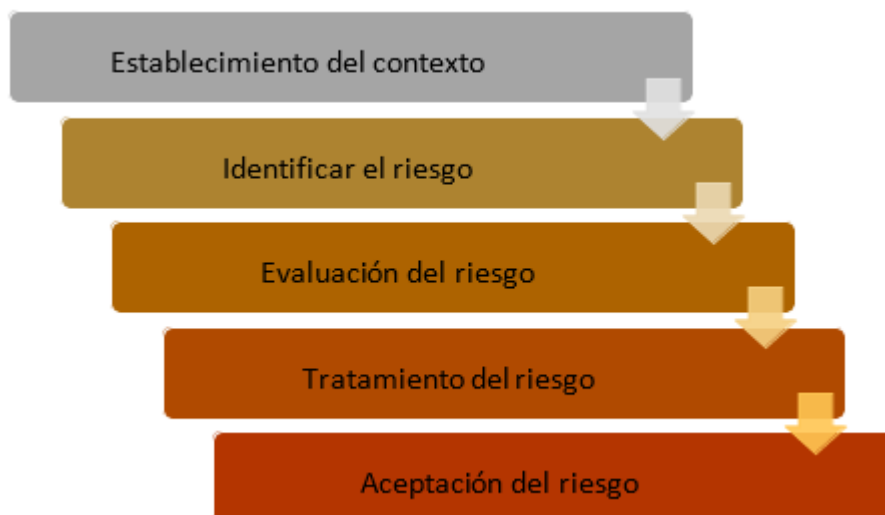 Establecimiento del contexto
Identificar el riesgo
Evaluación del riesgo
Tratamiento del riesgo
Aceptación del riesgo